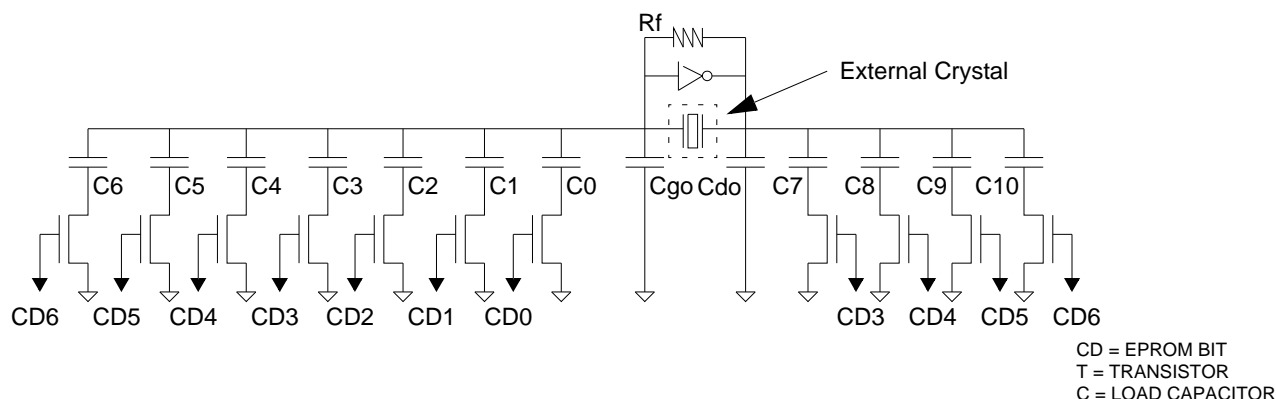 Rf
External Crystal
C6 C5 C4 C3 C2 C1 C0 Cgo Cdo C7 C8 C9 C10
CD6 CD5 CD4 CD3 CD2 CD1 CD0 CD3 CD4 CD5 CD6
CD = EPROM BIT
T = TRANSISTOR
C = LOAD CAPACITOR